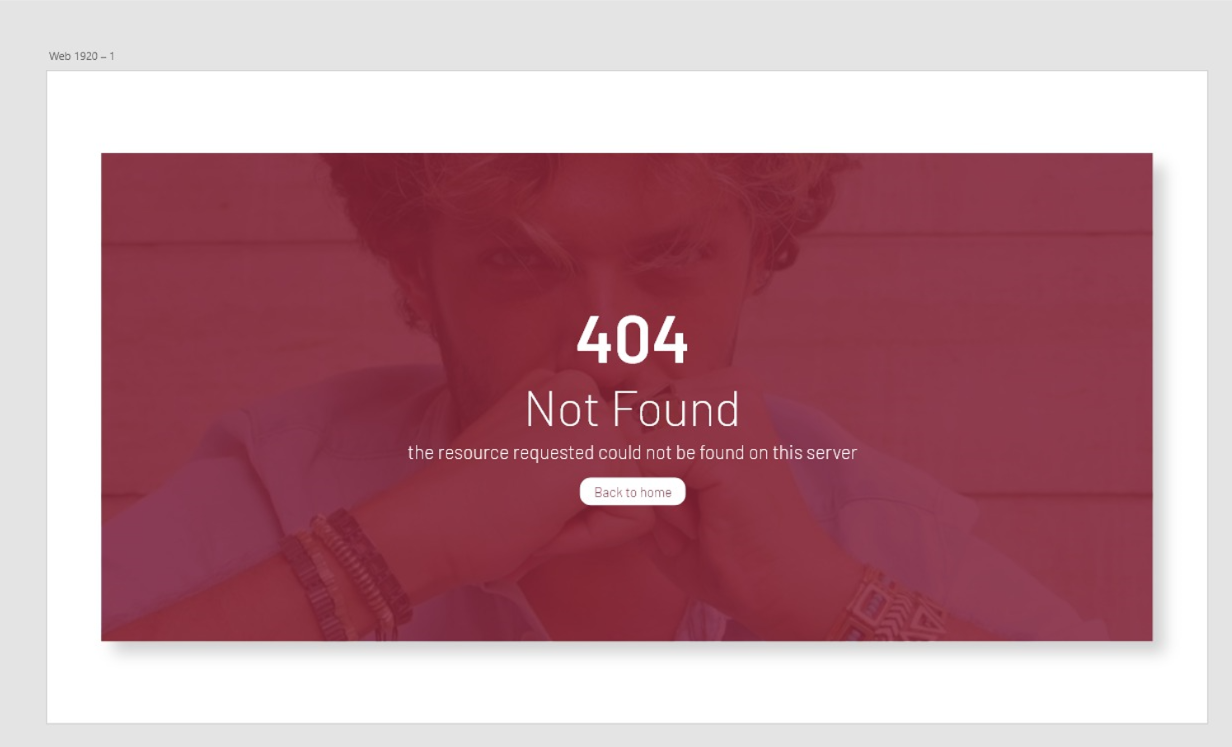 Web 1920 – 1
404
Not Found
the resource requested could not be found on this server
Back to home